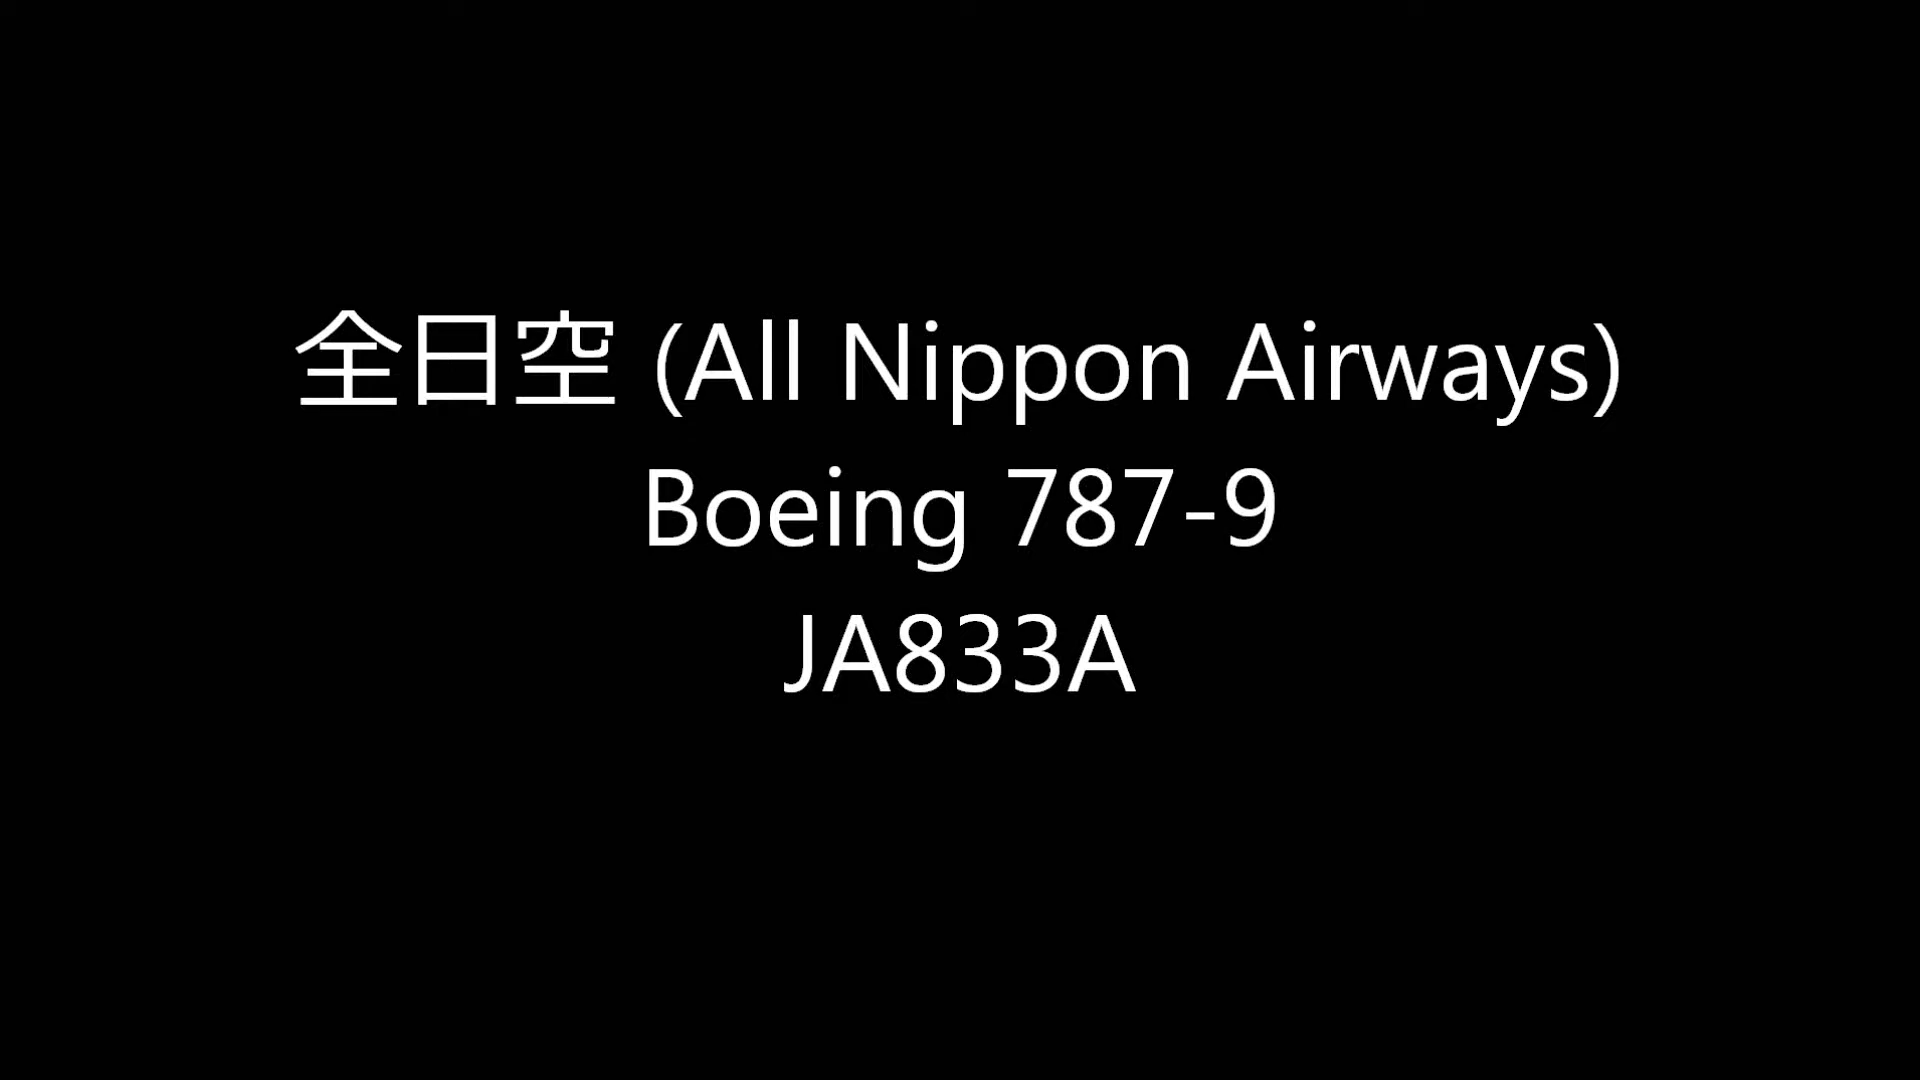 全日空 (All Nippon Airways)
Boeing 787-9
JA833A